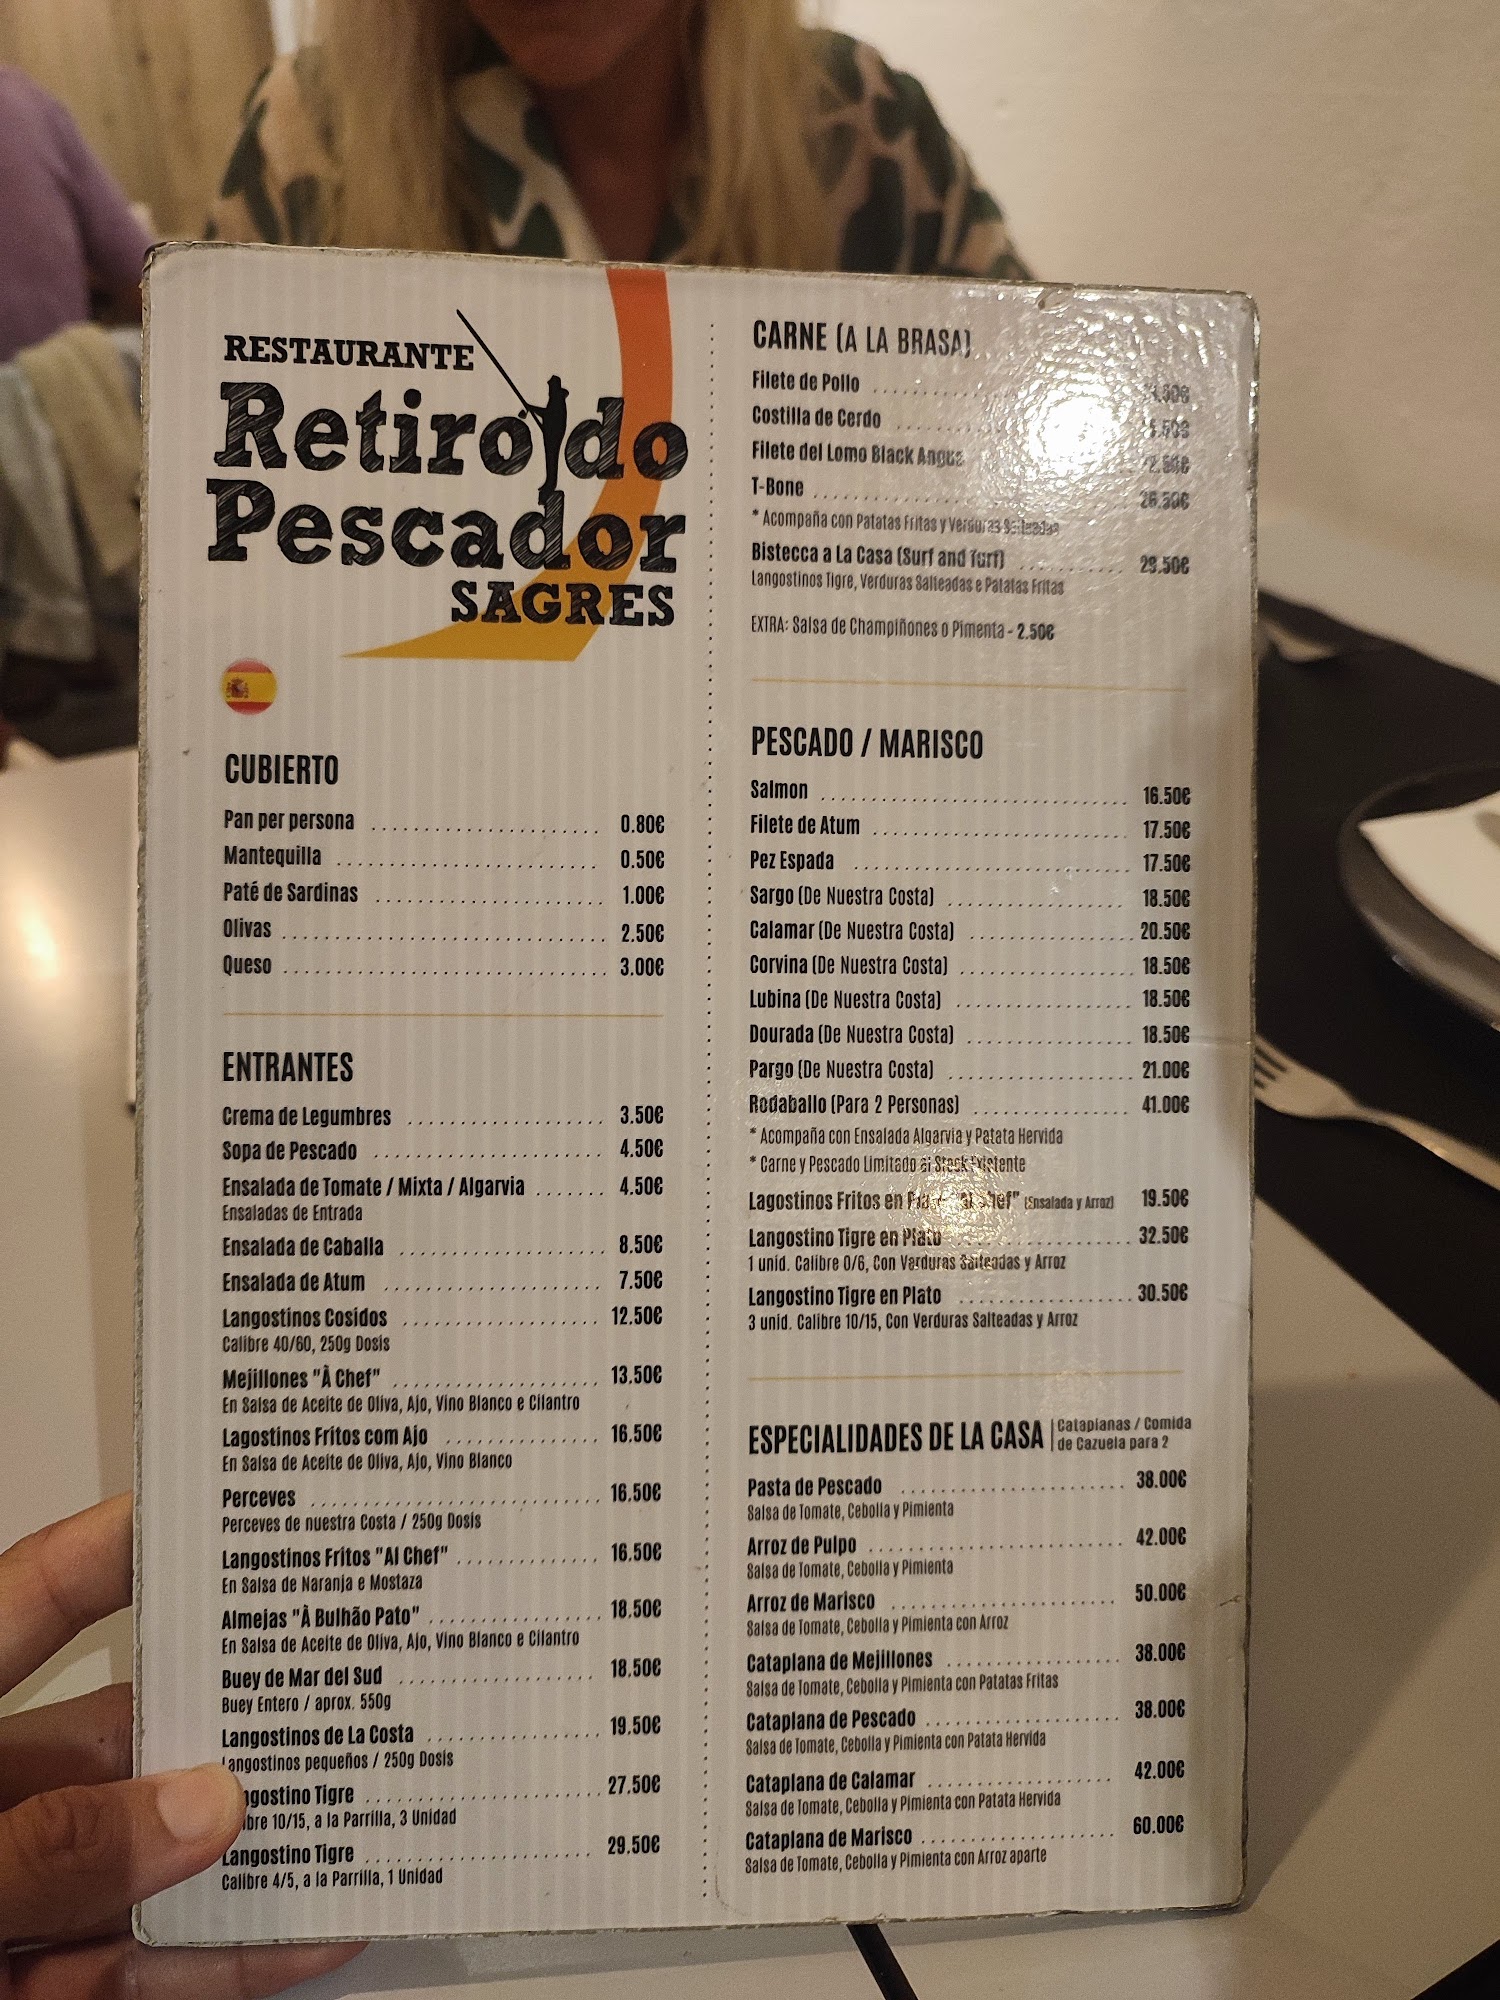 RESTAURANTE
Retiro do
Pescador
SAGRES
CUBIERTO
Pan per persona 0.80€
Mantequilla 0.50€
Paté de Sardinas 1.00€
Olivas 2.50€
Queso 3.00€
ENTRANTES
Crema de Legumbres 3.50€
Sopa de Pescado 4.50€
Ensalada de Tomate / Mixta / Algarvia 4.50€
Ensaladas de Entrada
Ensalada de Caballa 8.50€
Ensalada de Atum 7.50€
Langostinos Cosidos 12.50€
Calibre 40/60, 250g Dosis
Mejillones "À Chef" 13.50€
En Salsa de Aceite de Oliva, Ajo, Vino Blanco e Cilantro
Lagostinos Fritos com Ajo 16.50€
En Salsa de Aceite de Oliva, Ajo, Vino Blanco
Perceves 16.50€
Perceves de nuestra Costa / 250g Dosis
Langostinos Fritos "Al Chef" 16.50€
En Salsa de Naranja e Mostaza
Almejas "À Bulhão Pato" 18.50€
En Salsa de Aceite de Oliva, Ajo, Vino Blanco e Cilantro
Buey de Mar del Sud 18.50€
Buey Entero / aprox. 550g
Langostinos de La Costa 19.50€
Langostinos pequeños / 250g Dosis
Tigre 27.50€
10/15, a la Parrilla, 3 Unidad
Langostino Tigre 29.50€
Calibre 4/5, a la Parrilla, 1 Unidad
CARNE (A LA BRASA)
Filete de Pollo
Costilla de Cerdo
Filete del Lomo Black Angus
T-Bone 26.50€
* Acompaña con Patatas Fritas y Verduras Salteadas
Bistecca a La Casa (Surf and Turf) 29.50€
Langostinos Tigre, Verduras Salteadas e Patatas Fritas
EXTRA: Salsa de Champiñones o Pimenta - 2.50€
PESCADO / MARISCO
Salmon 16.50€
Filete de Atum 17.50€
Pez Espada 17.50€
Sargo (De Nuestra Costa) 18.50€
Calamar (De Nuestra Costa) 20.50€
Corvina (De Nuestra Costa) 18.50€
Lubina (De Nuestra Costa) 18.50€
Dourada (De Nuestra Costa) 18.50€
Pargo (De Nuestra Costa) 21.00€
Rodaballo (Para 2 Personas) 41.00€
* Acompaña con Ensalada Algarvia y Patata Hervida
* Carne y Pescado Limitado al Stock Existente
Lagostinos Fritos en Plato "Al Chef" (Ensalada y Arroz) 19.50€
Langostino Tigre en Plato 32.50€
1 unid. Calibre 0/6, Con Verduras Salteadas y Arroz
Langostino Tigre en Plato 30.50€
3 unid. Calibre 10/15, Con Verduras Salteadas y Arroz
ESPECIALIDADES DE LA CASA | Cataplanas / Comida
de Cazuela para 2
Pasta de Pescado 38.00€
Salsa de Tomate, Cebolla y Pimienta
Arroz de Pulpo 42.00€
Salsa de Tomate, Cebolla y Pimienta
Arroz de Marisco 50.00€
Salsa de Tomate, Cebolla y Pimienta con Arroz
Cataplana de Mejillones 38.00€
Salsa de Tomate, Cebolla y Pimienta con Patatas Fritas
Cataplana de Pescado 38.00€
Salsa de Tomate, Cebolla y Pimienta con Patata Hervida
Cataplana de Calamar 42.00€
Salsa de Tomate, Cebolla y Pimienta con Patata Hervida
Cataplana de Marisco 60.00€
Salsa de Tomate, Cebolla y Pimienta con Arroz aparte